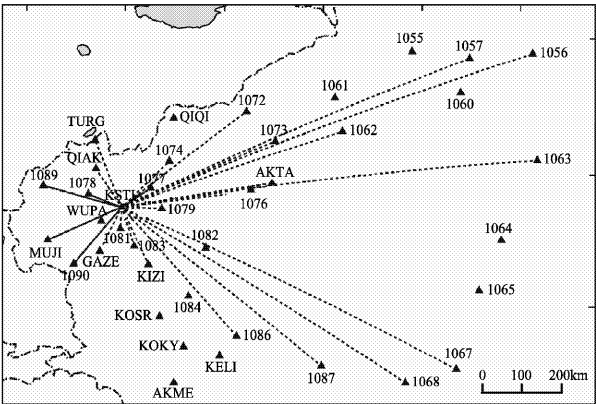 1055
1057
1056
1061
1060
1072
QIQI
TURG
1073
1062
1074
QIAK
1063
1089
1078
1077
AKTA
KSTU
1076
WUPA
1079
1081
1064
MUJI
1083
1082
GAZE
1090
KIZI
1065
1084
KOSR
1086
KOKY
KELI
1067
1087
1068
AKME
0 100 200km